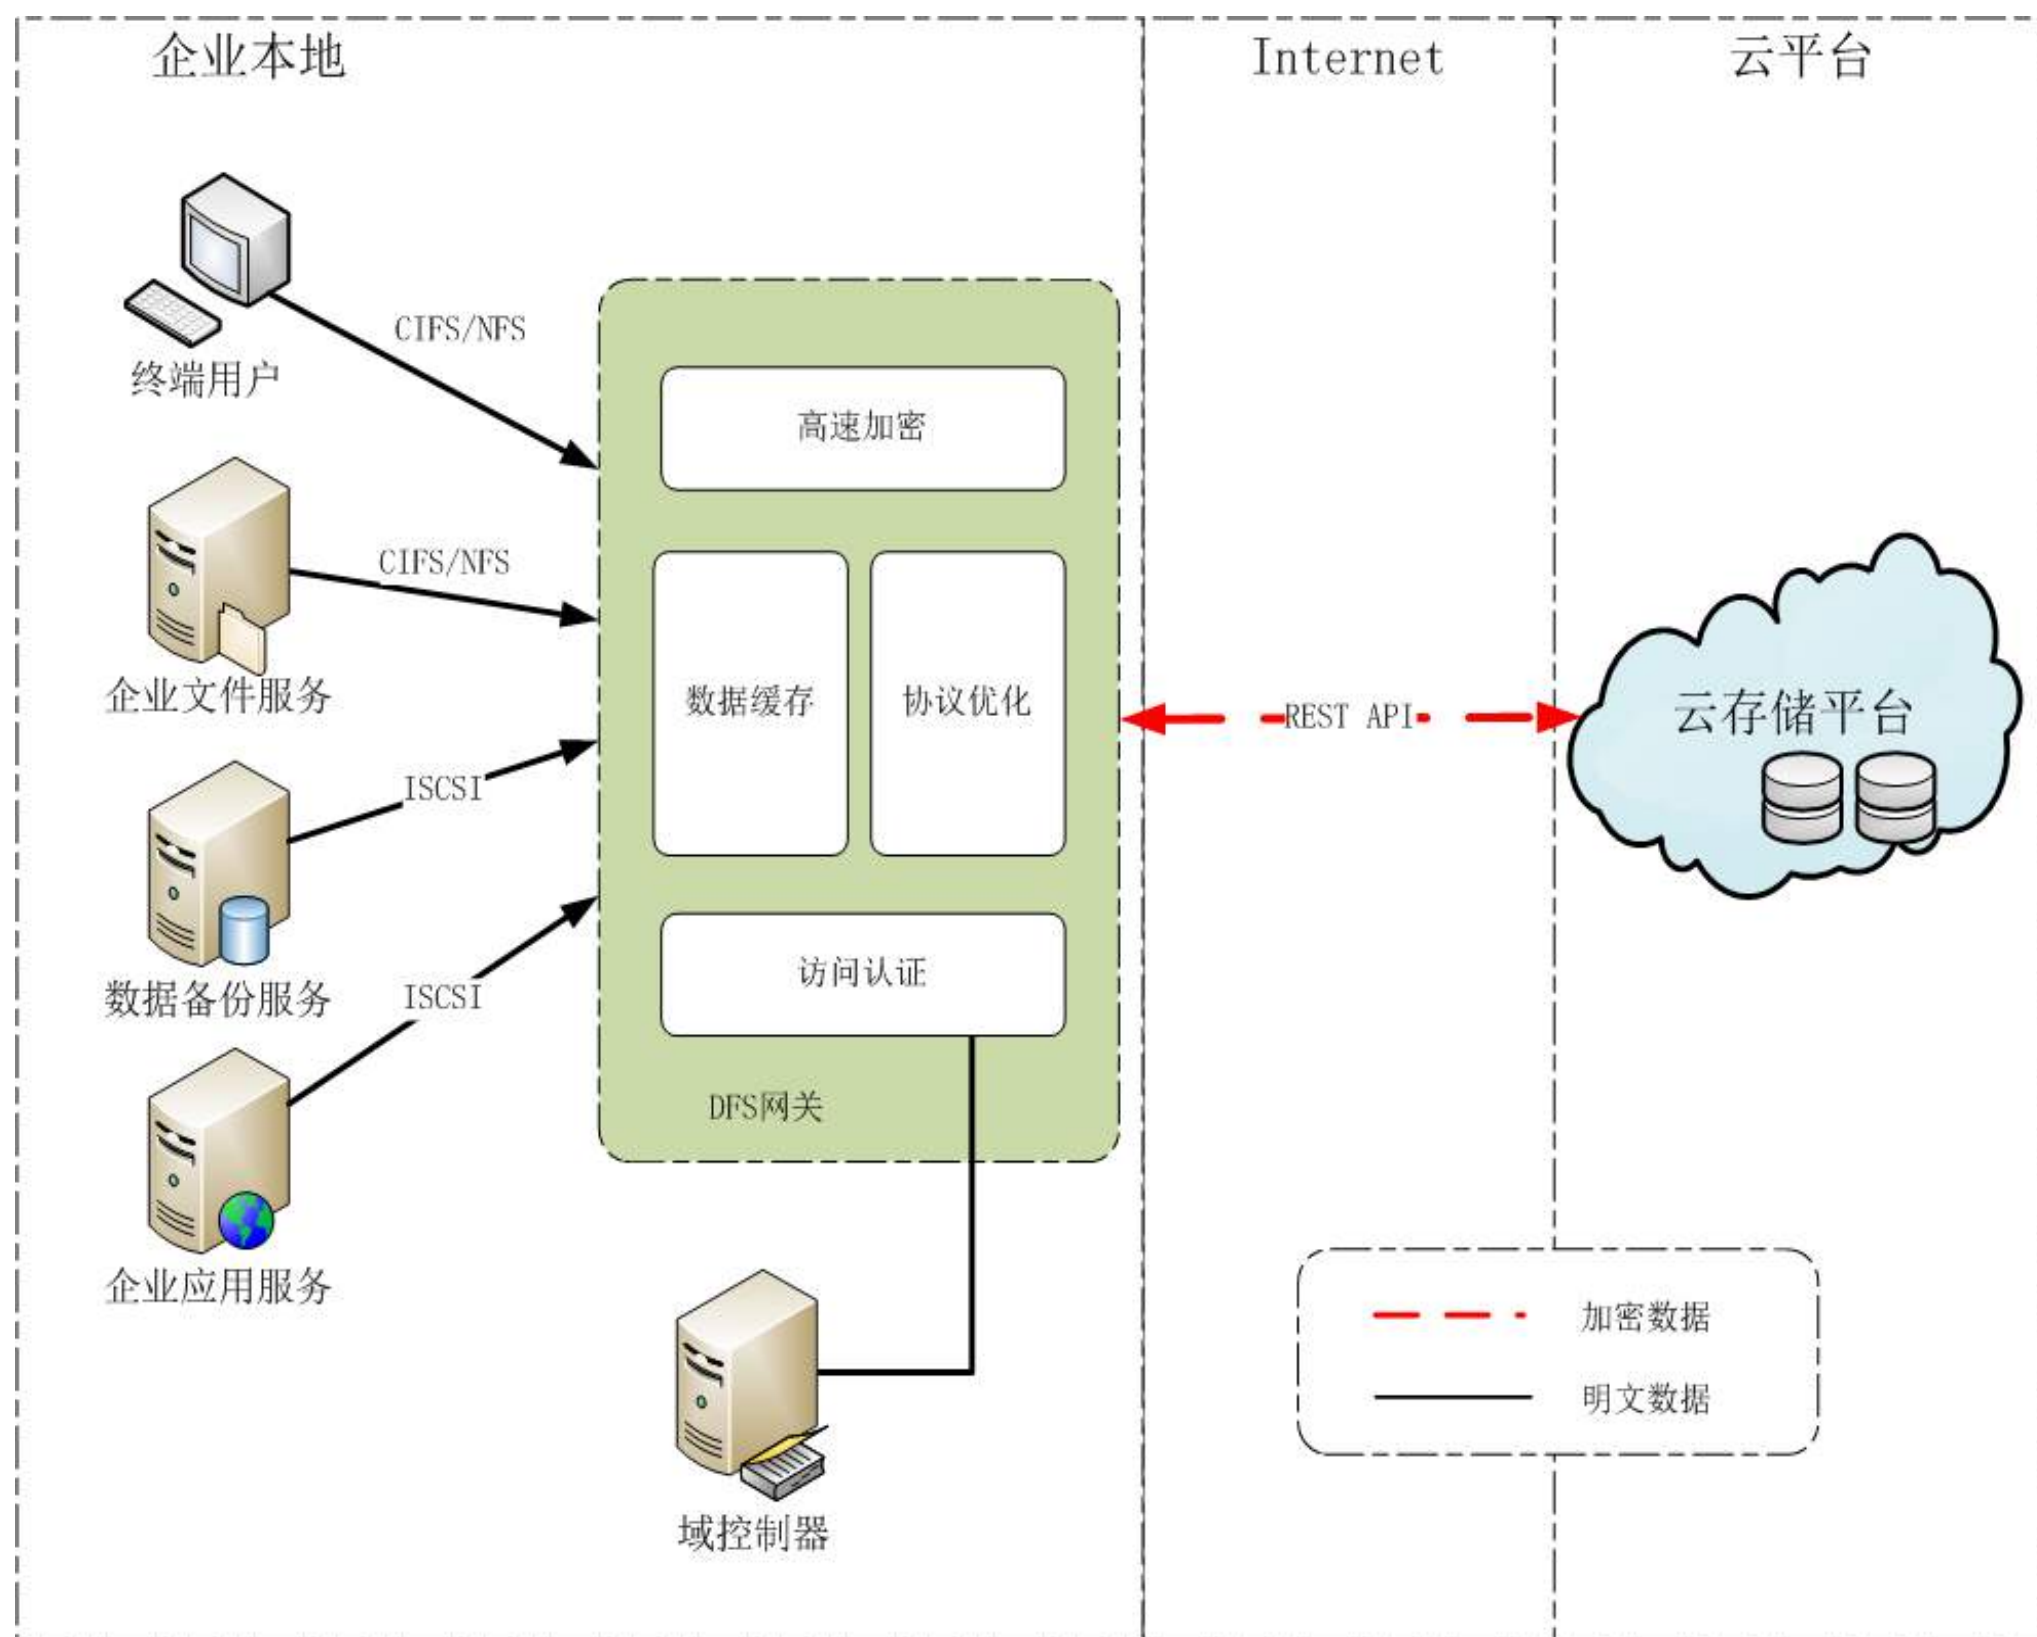 企业本地
Internet
云平台
终端用户
CIFS/NFS
企业文件服务
CIFS/NFS
数据备份服务
ISCSI
企业应用服务
ISCSI
高速加密
数据缓存
协议优化
访问认证
DFS网关
域控制器
REST API
云存储平台
加密数据
明文数据